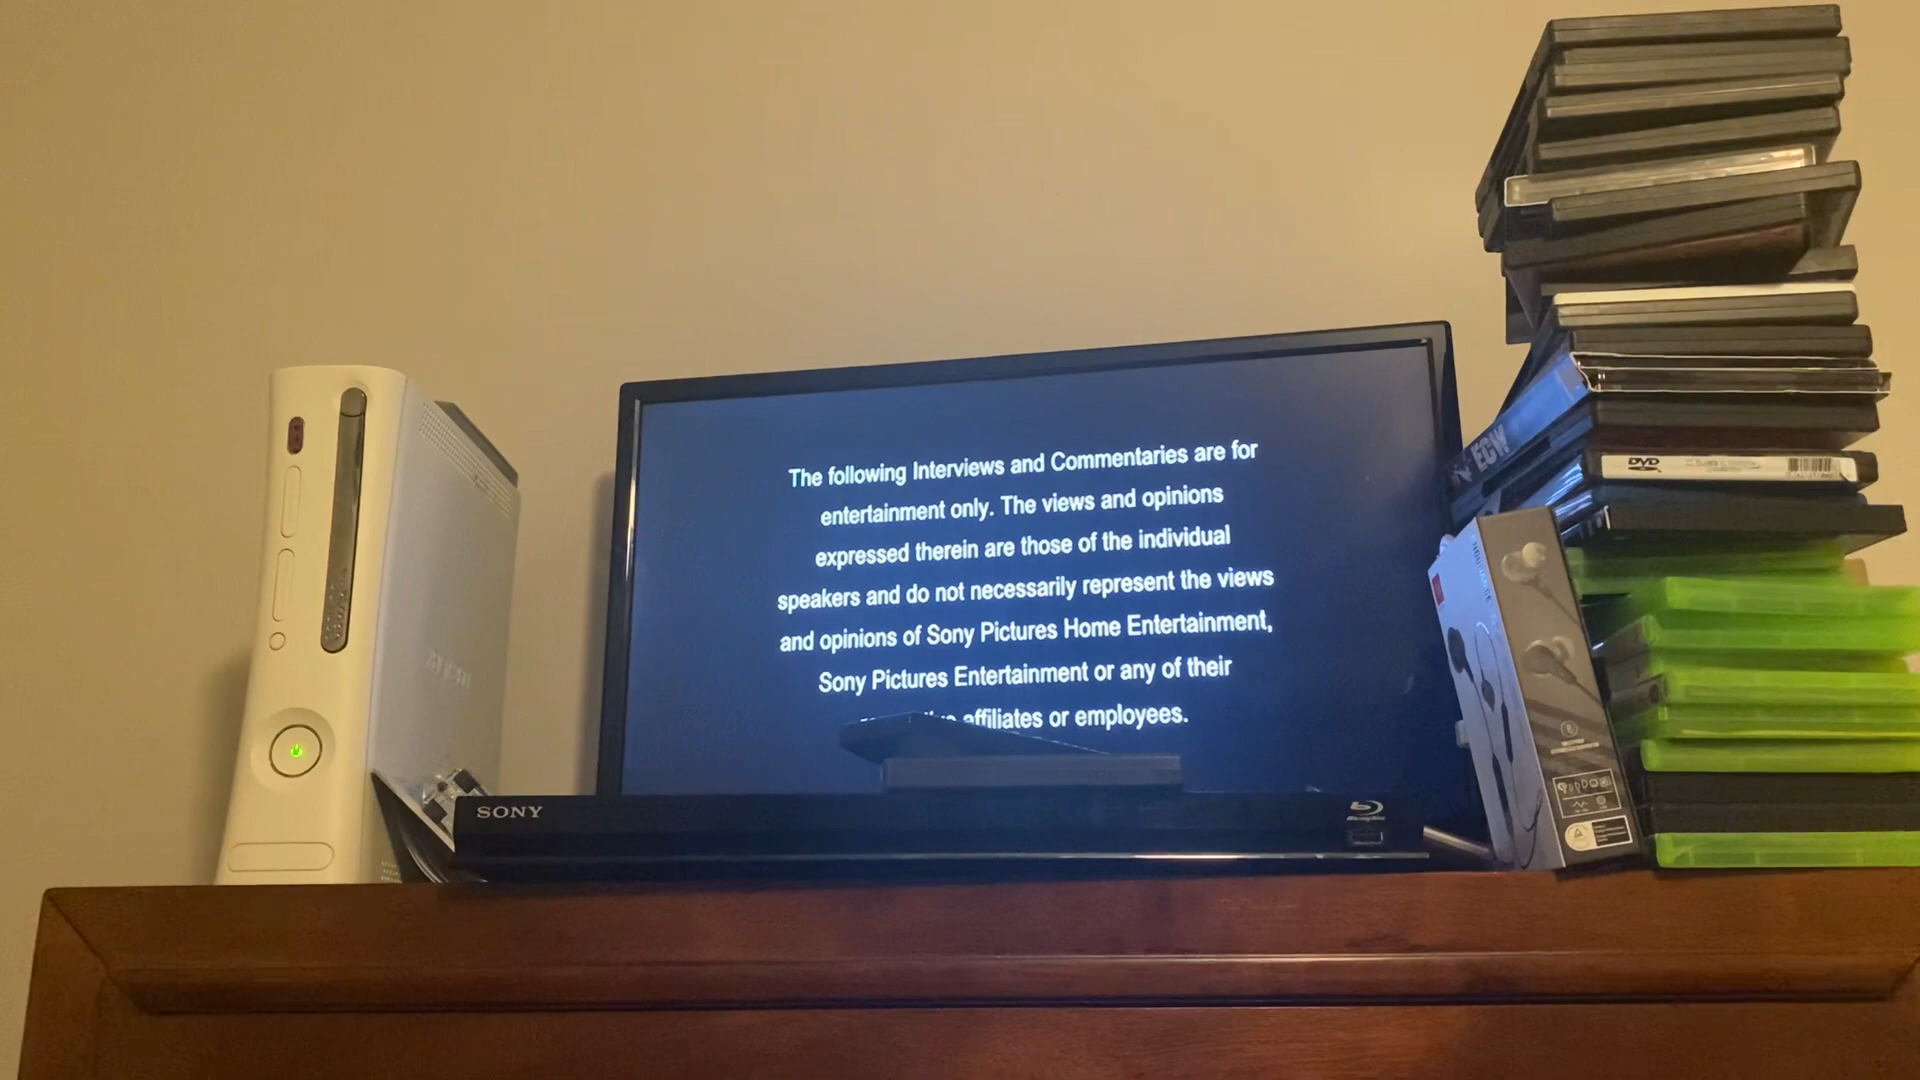 The following Interviews and Commentaries are for
entertainment only. The views and opinions
expressed therein are those of the individual
speakers and do not necessarily represent the views
and opinions of Sony Pictures Home Entertainment,
Sony Pictures Entertainment or any of their
affiliates or employees.
SONY
ECW
DVD